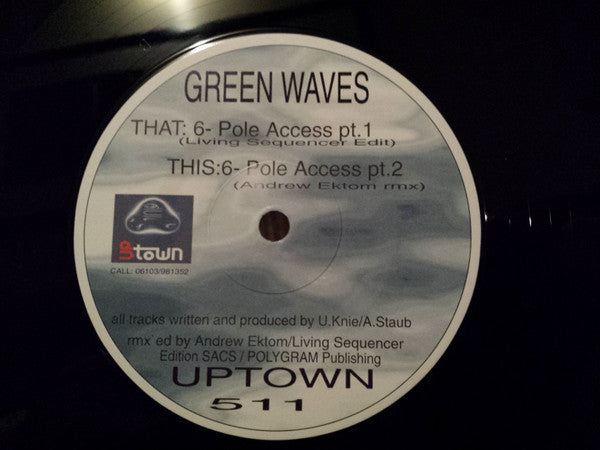 GREEN WAVES
THAT: 6- Pole Access pt.1
(Living Sequencer Edit)
THIS:6- Pole Access pt.2
(Andrew Ektom rmx)
uptown
CALL: 06103/981352
all tracks written and produced by U.Knie/A.Staub
rmx'ed by Andrew Ektom/Living Sequencer
Edition SACS / POLYGRAM Publishing
UPTOWN
511